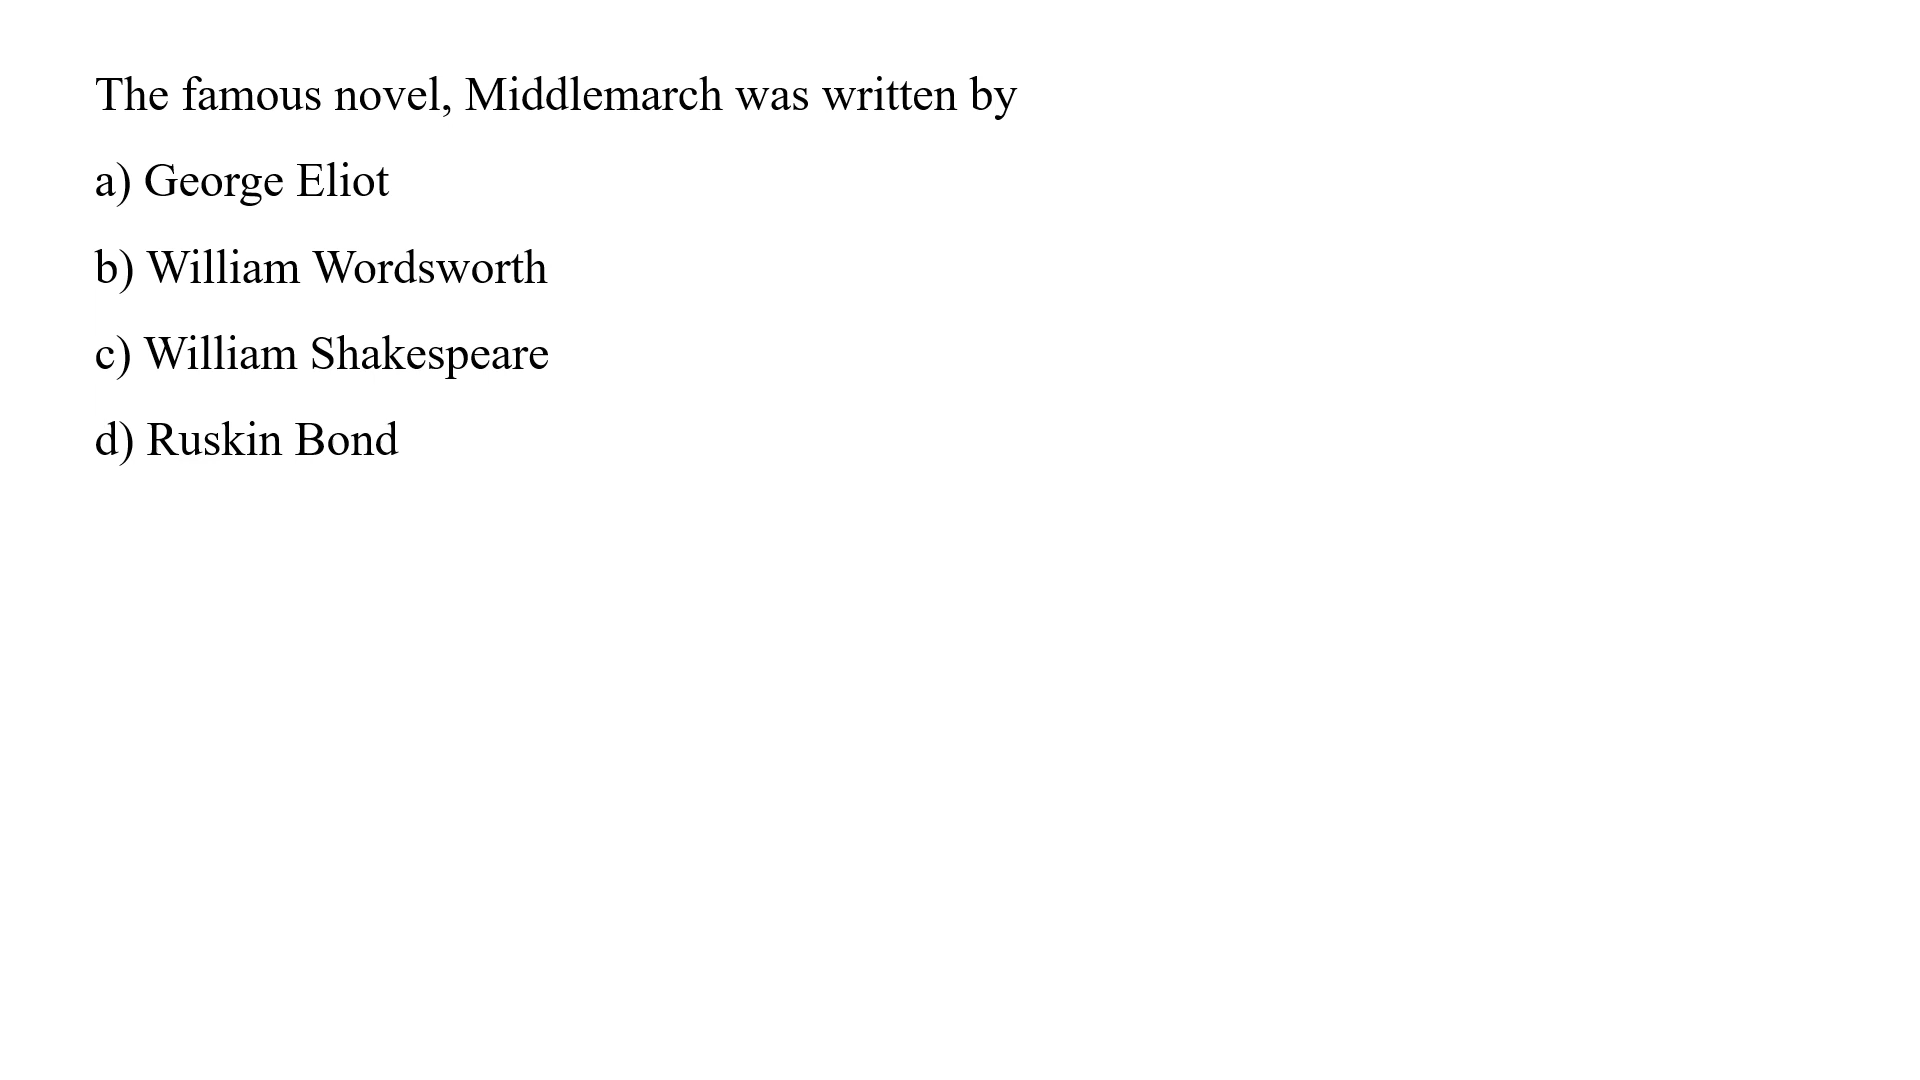 The famous novel, Middlemarch was written by
a) George Eliot
b) William Wordsworth
c) William Shakespeare
d) Ruskin Bond